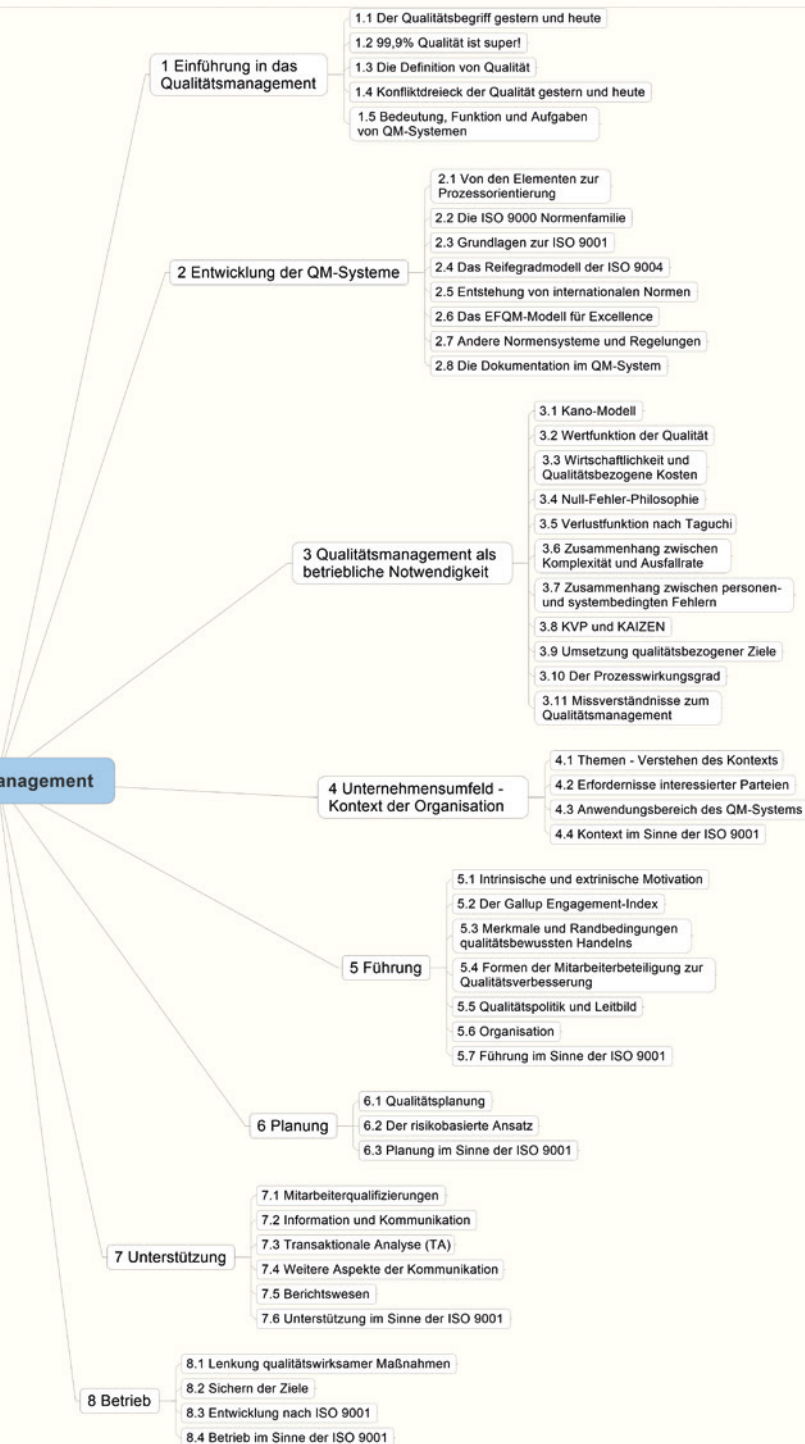 1 Einführung in das
Qualitätsmanagement
1.1 Der Qualitätsbegriff gestern und heute
1.2 99,9% Qualität ist super!
1.3 Die Definition von Qualität
1.4 Konfliktdreieck der Qualität gestern und heute
1.5 Bedeutung, Funktion und Aufgaben
von QM-Systemen
2 Entwicklung der QM-Systeme
2.1 Von den Elementen zur
Prozessorientierung
2.2 Die ISO 9000 Normenfamilie
2.3 Grundlagen zur ISO 9001
2.4 Das Reifegradmodell der ISO 9004
2.5 Entstehung von internationalen Normen
2.6 Das EFQM-Modell für Excellence
2.7 Andere Normensysteme und Regelungen
2.8 Die Dokumentation im QM-System
3 Qualitätsmanagement als
betriebliche Notwendigkeit
3.1 Kano-Modell
3.2 Wertfunktion der Qualität
3.3 Wirtschaftlichkeit und
Qualitätsbezogene Kosten
3.4 Null-Fehler-Philosophie
3.5 Verlustfunktion nach Taguchi
3.6 Zusammenhang zwischen
Komplexität und Ausfallrate
3.7 Zusammenhang zwischen personen-
und systembedingten Fehlern
3.8 KVP und KAIZEN
3.9 Umsetzung qualitätsbezogener Ziele
3.10 Der Prozesswirkungsgrad
3.11 Missverständnisse zum
Qualitätsmanagement
anagement
4 Unternehmensumfeld -
Kontext der Organisation
4.1 Themen - Verstehen des Kontexts
4.2 Erfordernisse interessierter Parteien
4.3 Anwendungsbereich des QM-Systems
4.4 Kontext im Sinne der ISO 9001
5 Führung
5.1 Intrinsische und extrinische Motivation
5.2 Der Gallup Engagement-Index
5.3 Merkmale und Randbedingungen
qualitätsbewussten Handelns
5.4 Formen der Mitarbeiterbeteiligung zur
Qualitätsverbesserung
5.5 Qualitätspolitik und Leitbild
5.6 Organisation
5.7 Führung im Sinne der ISO 9001
6 Planung
6.1 Qualitätsplanung
6.2 Der risikobasierte Ansatz
6.3 Planung im Sinne der ISO 9001
7 Unterstützung
7.1 Mitarbeiterqualifizierungen
7.2 Information und Kommunikation
7.3 Transaktionale Analyse (TA)
7.4 Weitere Aspekte der Kommunikation
7.5 Berichtswesen
7.6 Unterstützung im Sinne der ISO 9001
8 Betrieb
8.1 Lenkung qualitätswirksamer Maßnahmen
8.2 Sichern der Ziele
8.3 Entwicklung nach ISO 9001
8.4 Betrieb im Sinne der ISO 9001